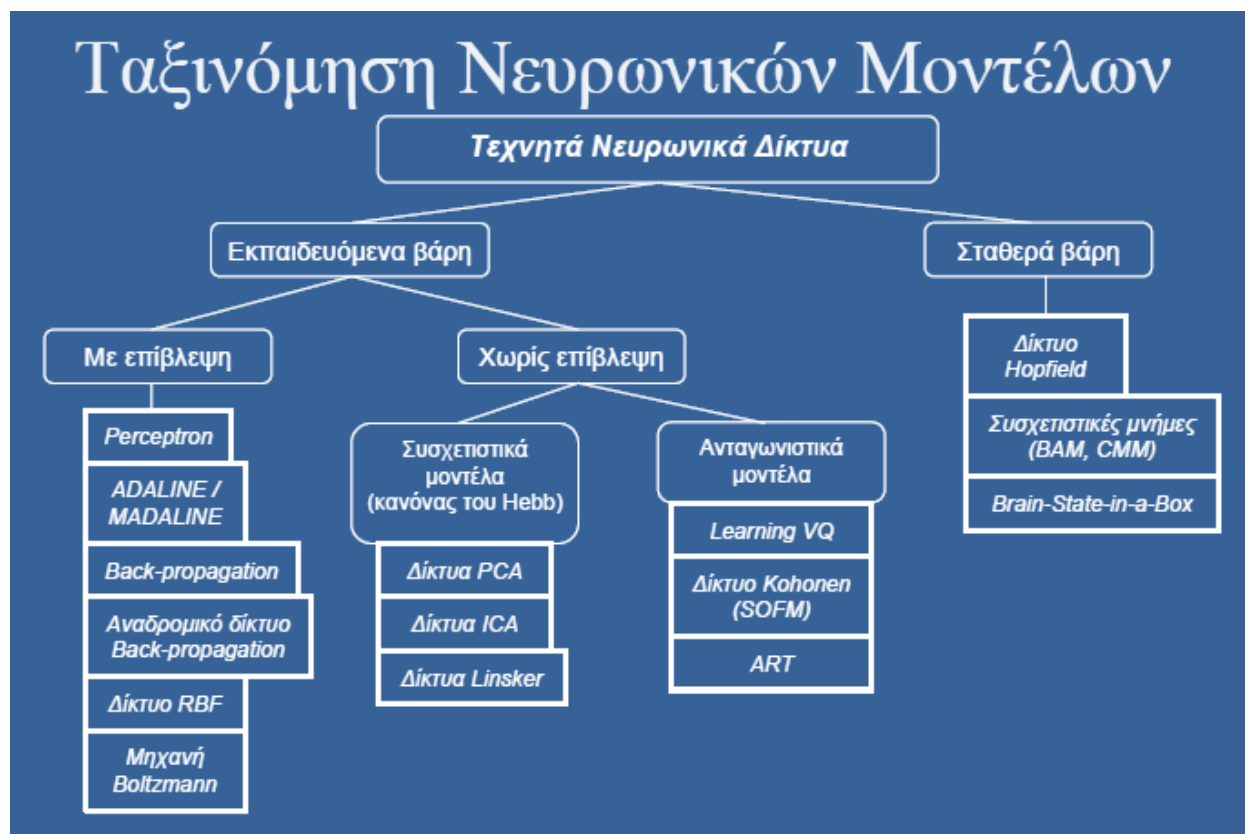 Ταξινόμηση Νευρωνικών Μοντέλων
Τεχνητά Νευρωνικά Δίκτυα
Εκπαιδευόμενα βάρη
Σταθερά βάρη
Με επίβλεψη
Χωρίς επίβλεψη
Perceptron
ADALINE /
MADALINE
Back-propagation
Αναδρομικό δίκτυο
Back-propagation
Δίκτυο RBF
Μηχανή
Boltzmann
Συσχετιστικά
μοντέλα
(κανόνας του Hebb)
Δίκτυα PCA
Δίκτυα ICA
Δίκτυα Linsker
Ανταγωνιστικά
μοντέλα
Learning VQ
Δίκτυο Kohonen
(SOFM)
ART
Δίκτυο
Hopfield
Συσχετιστικές μνήμες
(BAM, CMM)
Brain-State-in-a-Box